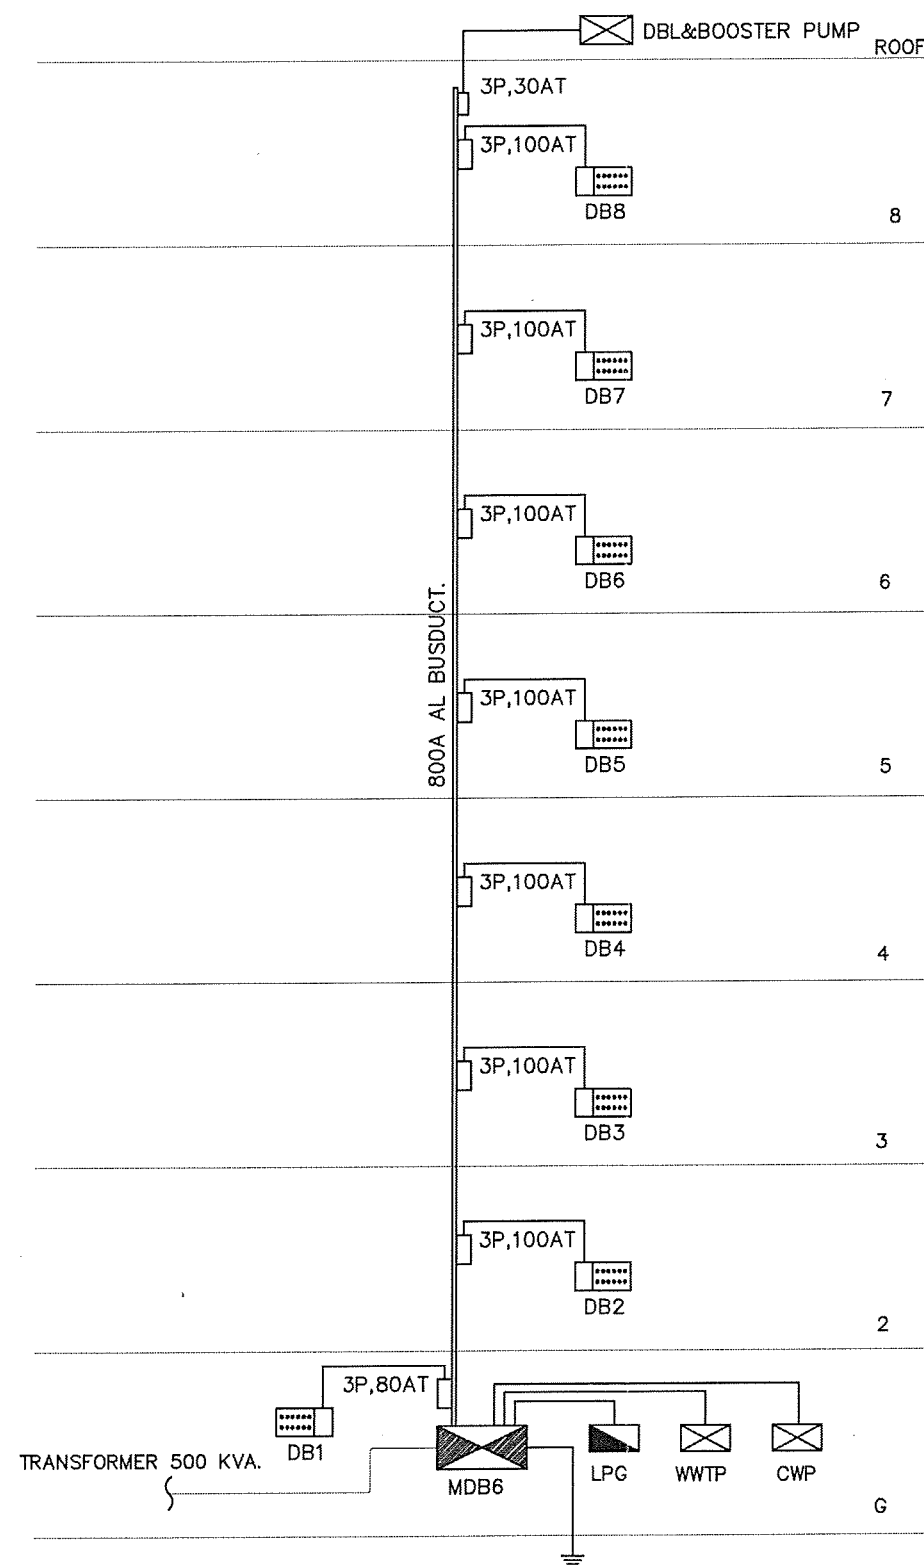 DBL&BOOSTER PUMP
ROOF
3P,30AT
3P,100AT
DB8
8
3P,100AT
DB7
7
3P,100AT
DB6
6
800A AL BUSDUCT.
3P,100AT
DB5
5
3P,100AT
DB4
4
3P,100AT
DB3
3
3P,100AT
DB2
2
3P,80AT
DB1
TRANSFORMER 500 KVA.
MDB6
LPG
WWTP
CWP
G